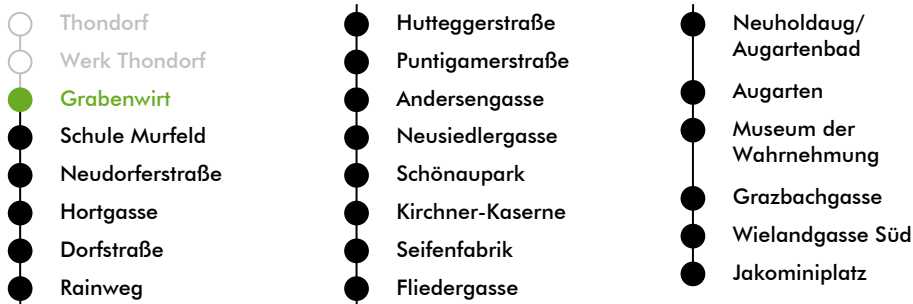 Thondorf
Werk Thondorf
Grabenwirt
Schule Murfeld
Neudorferstraße
Hortgasse
Dorfstraße
Rainweg
Hutteggerstraße
Puntigamerstraße
Andersengasse
Neusiedlergasse
Schönaupark
Kirchner-Kaserne
Seifenfabrik
Fliedergasse
Neuholdaug/
Augartenbad
Augarten
Museum der
Wahrnehmung
Grazbachgasse
Wielandgasse Süd
Jakominiplatz